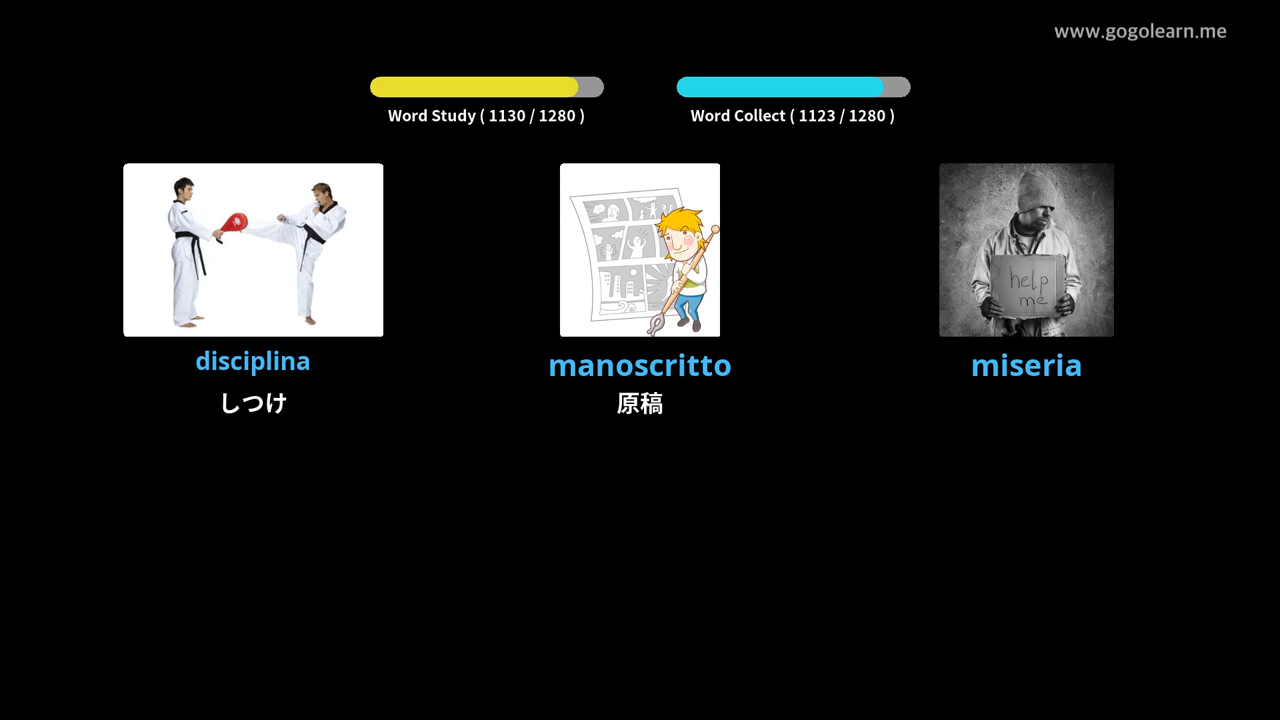 www.gogolearn.me
Word Study ( 1130 / 1280 )
Word Collect ( 1123 / 1280 )
help
me
disciplina
manoscritto
miseria
しつけ
原稿